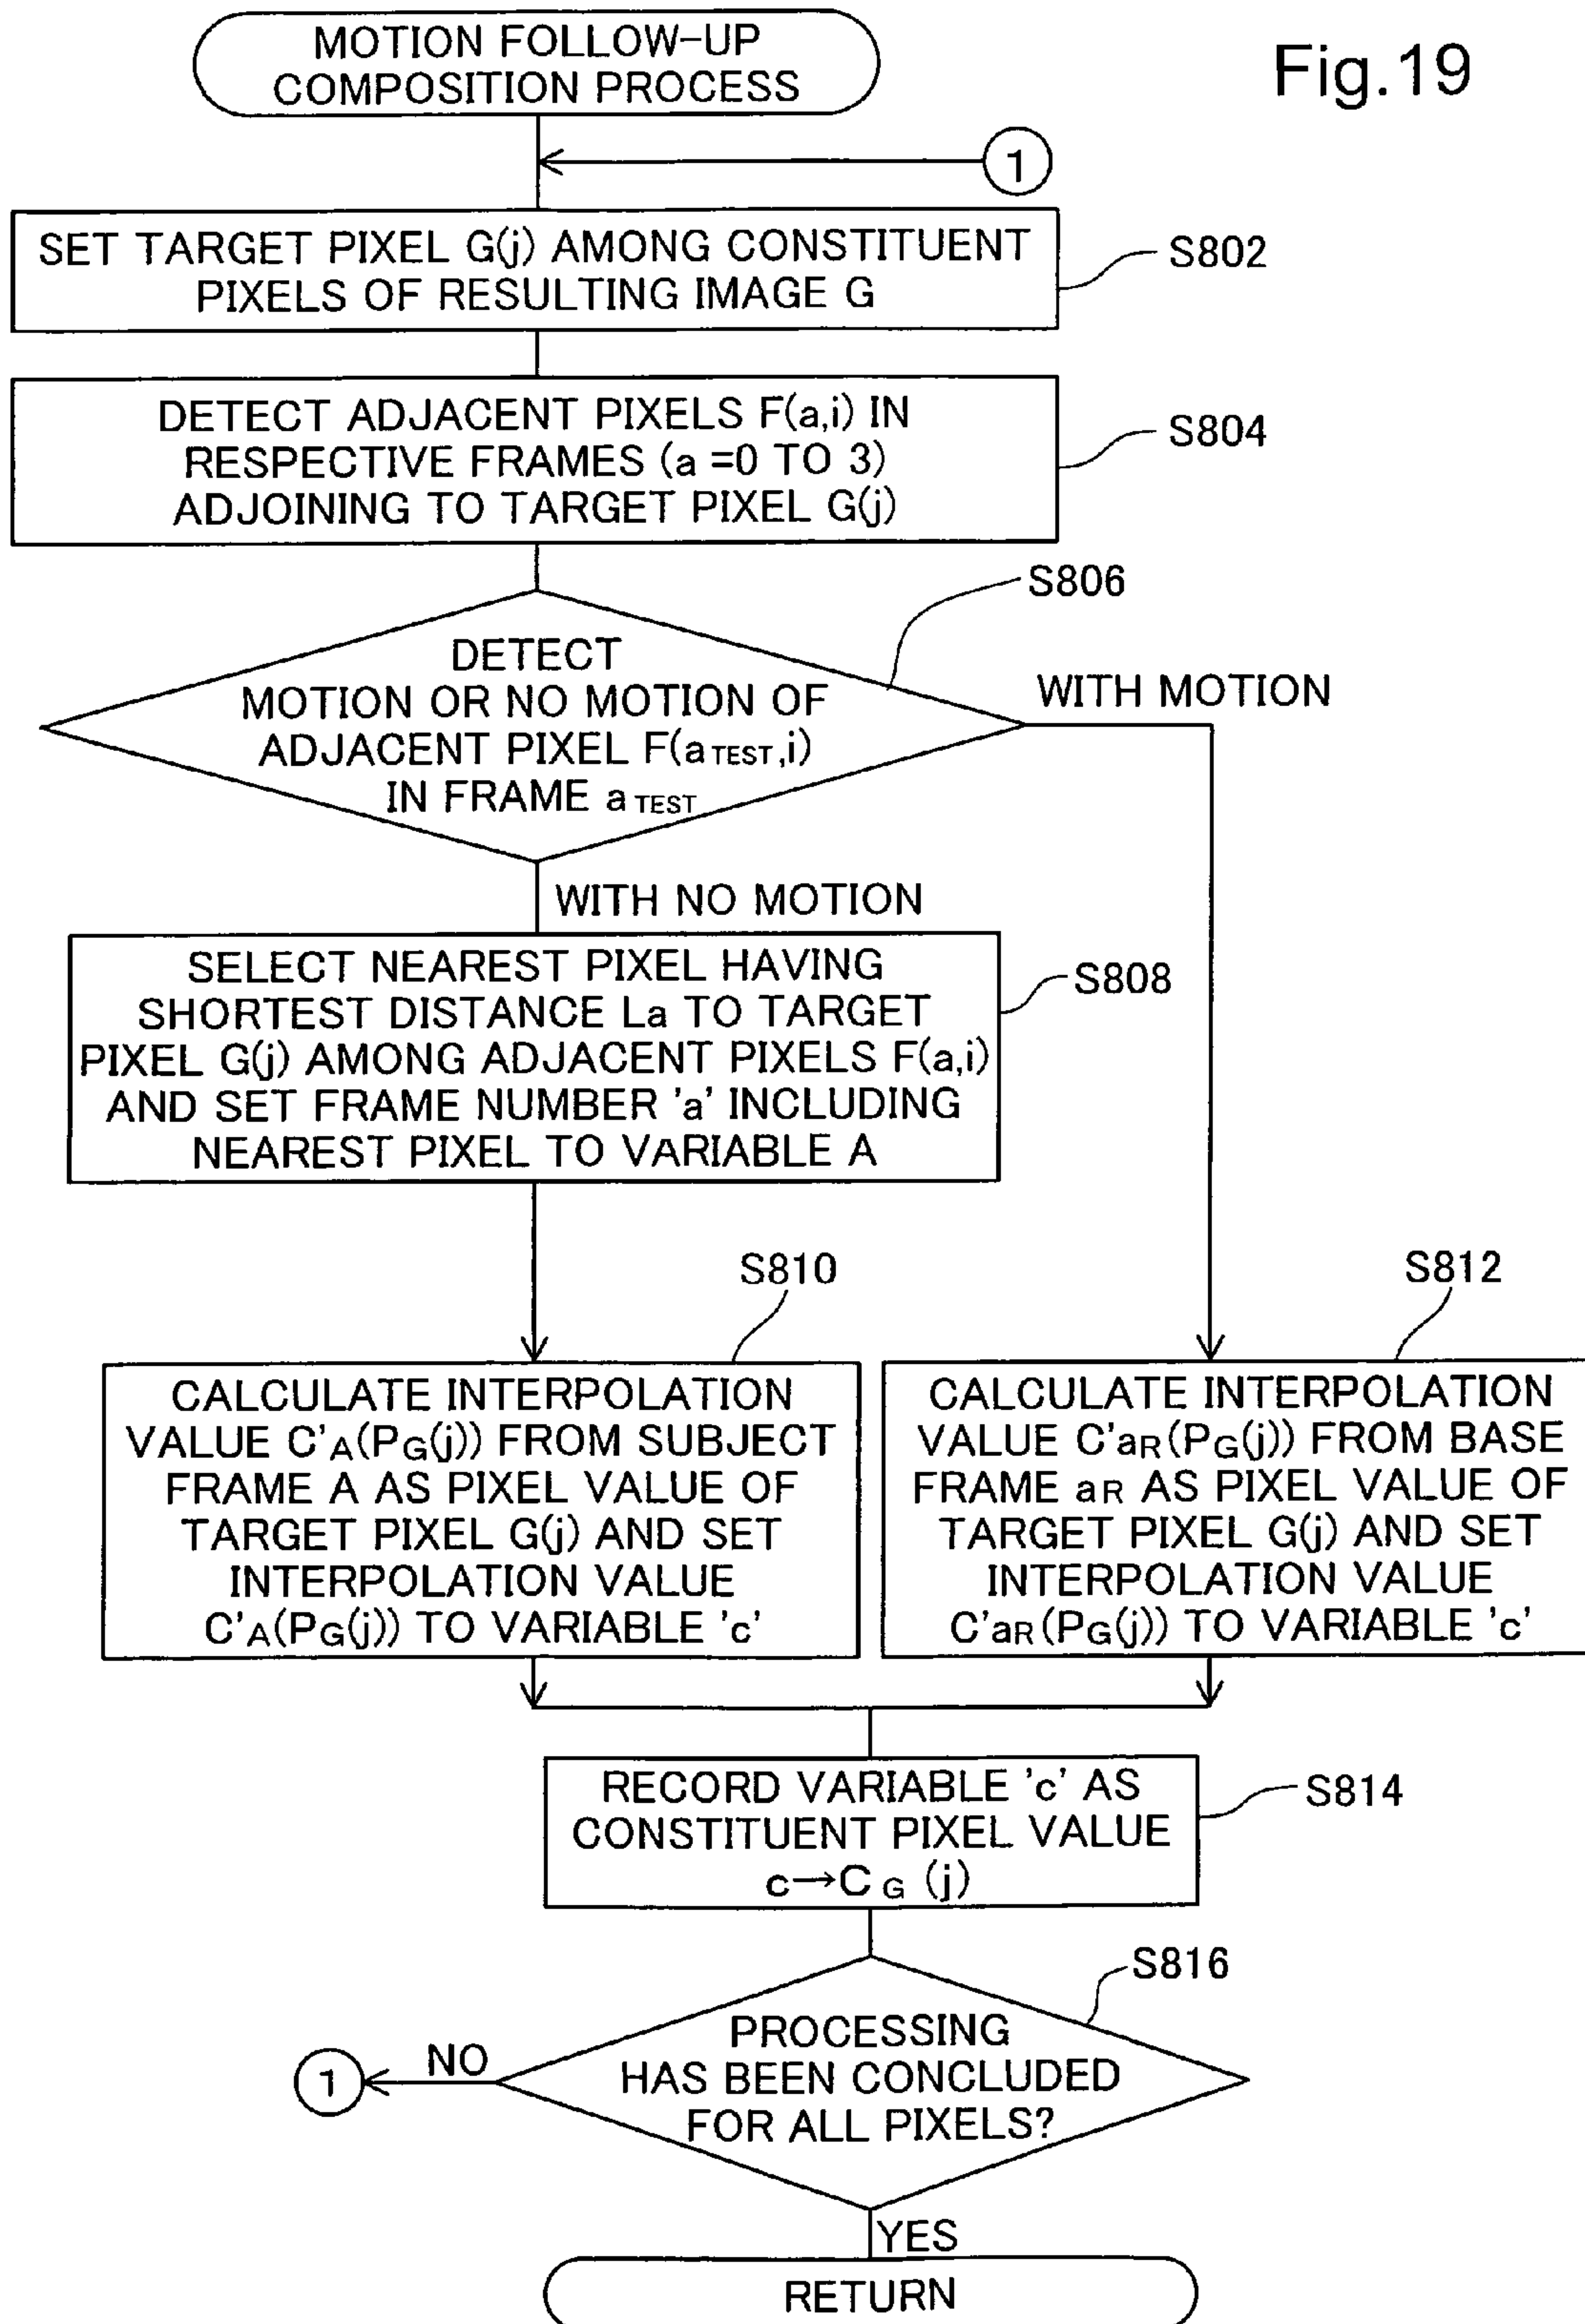 Fig.19
MOTION FOLLOW-UP
COMPOSITION PROCESS
1
SET TARGET PIXEL G(j) AMONG CONSTITUENT
PIXELS OF RESULTING IMAGE G
S802
DETECT ADJACENT PIXELS F(a,i) IN
RESPECTIVE FRAMES (a =0 TO 3)
ADJOINING TO TARGET PIXEL G(j)
S804
S806
DETECT
MOTION OR NO MOTION OF
ADJACENT PIXEL F(aTEST,i)
IN FRAME aTEST
WITH MOTION
WITH NO MOTION
SELECT NEAREST PIXEL HAVING
SHORTEST DISTANCE La TO TARGET
PIXEL G(j) AMONG ADJACENT PIXELS F(a,i)
AND SET FRAME NUMBER 'a' INCLUDING
NEAREST PIXEL TO VARIABLE A
S808
S810
CALCULATE INTERPOLATION
VALUE C'A(PG(j)) FROM SUBJECT
FRAME A AS PIXEL VALUE OF
TARGET PIXEL G(j) AND SET
INTERPOLATION VALUE
C'A(PG(j)) TO VARIABLE 'c'
S812
CALCULATE INTERPOLATION
VALUE C'aR(PG(j)) FROM BASE
FRAME aR AS PIXEL VALUE OF
TARGET PIXEL G(j) AND SET
INTERPOLATION VALUE
C'aR(PG(j)) TO VARIABLE 'c'
RECORD VARIABLE 'c' AS
CONSTITUENT PIXEL VALUE
c→CG (j)
S814
S816
PROCESSING
HAS BEEN CONCLUDED
FOR ALL PIXELS?
NO
1
YES
RETURN